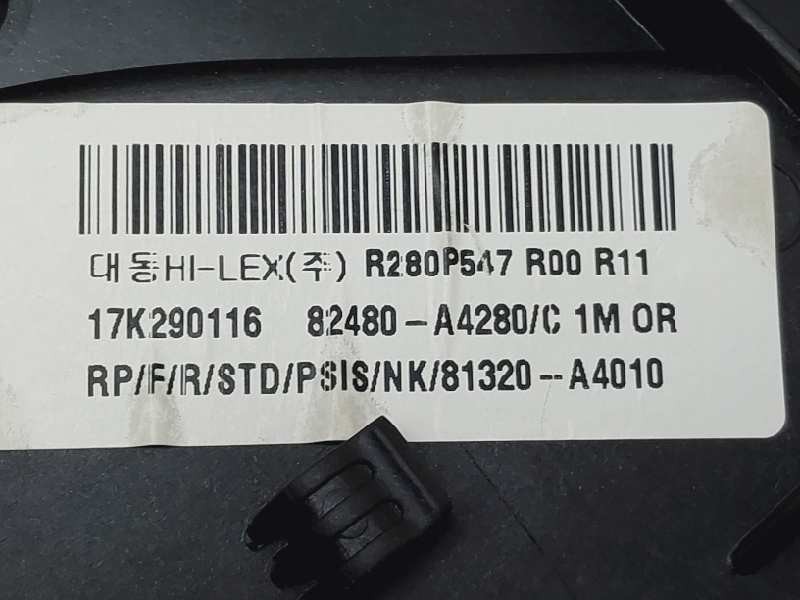 대동HI-LEX(주) R280P547 R00 R11
17K290116 82480-A4280/C 1M OR
RP/F/R/STD/PSIS/NK/81320-A4010